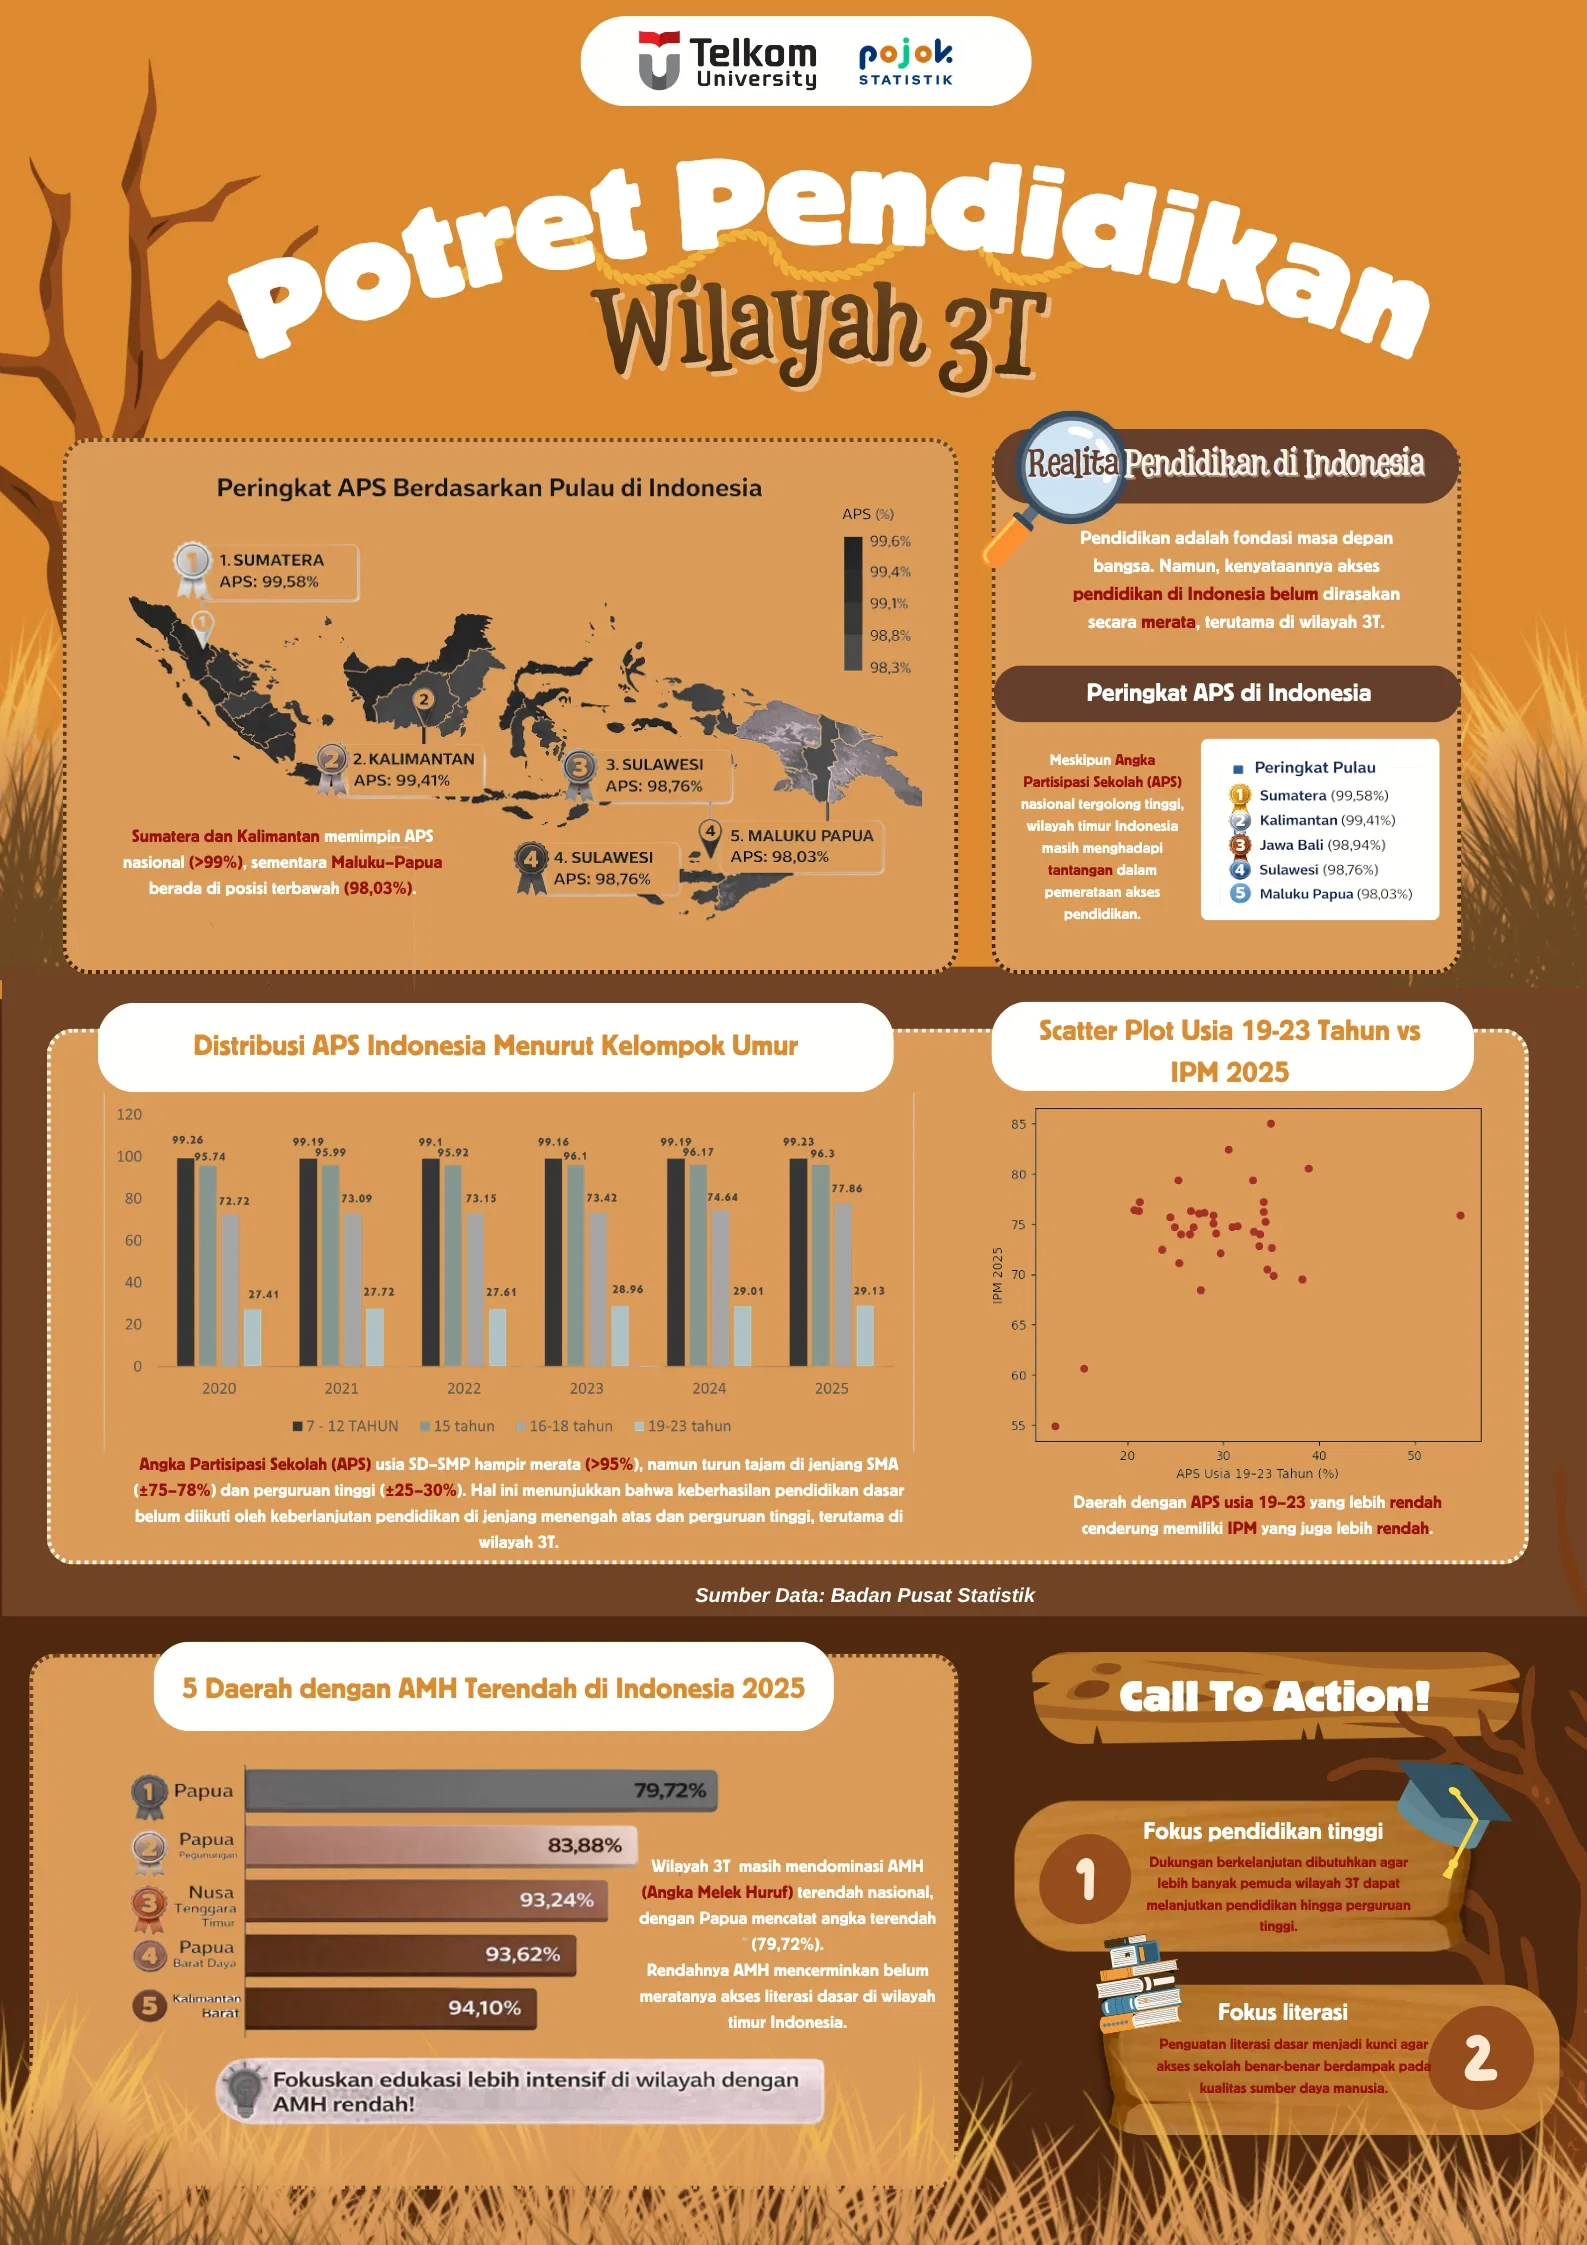 Telkom
University
pojok
STATISTIK
Potret Pendidikan
Wilayah 3T
Peringkat APS Berdasarkan Pulau di Indonesia
APS (%)
99,6%
99,4%
99,1%
98,8%
98,3%
1
1. SUMATERA
APS: 99,58%
1
2
2
2. KALIMANTAN
APS: 99,41%
3
3. SULAWESI
APS: 98,76%
4
5. MALUKU PAPUA
APS: 98,03%
4
4. SULAWESI
APS: 98,76%
Sumatera dan Kalimantan memimpin APS
nasional (>99%), sementara Maluku-Papua
berada di posisi terbawah (98,03%).
Realita Pendidikan di Indonesia
Pendidikan adalah fondasi masa depan
bangsa. Namun, kenyataannya akses
pendidikan di Indonesia belum dirasakan
secara merata, terutama di wilayah 3T.
Peringkat APS di Indonesia
Meskipun Angka
Partisipasi Sekolah (APS)
nasional tergolong tinggi,
wilayah timur Indonesia
masih menghadapi
tantangan dalam
pemerataan akses
pendidikan.
Peringkat Pulau
1 Sumatera (99,58%)
2 Kalimantan (99,41%)
3 Jawa Bali (98,94%)
4 Sulawesi (98,76%)
5 Maluku Papua (98,03%)
Distribusi APS Indonesia Menurut Kelompok Umur
120
100
80
60
40
20
0
99.26
95.74
72.72
27.41
99.19
95.99
73.09
27.72
99.1
95.92
73.15
27.61
99.16
96.1
73.42
28.96
99.19
96.17
74.64
29.01
99.23
96.3
77.86
29.13
2020 2021 2022 2023 2024 2025
7 - 12 TAHUN 15 tahun 16-18 tahun 19-23 tahun
Angka Partisipasi Sekolah (APS) usia SD-SMP hampir merata (>95%), namun turun tajam di jenjang SMA
(±75-78%) dan perguruan tinggi (±25-30%). Hal ini menunjukkan bahwa keberhasilan pendidikan dasar
belum diikuti oleh keberlanjutan pendidikan di jenjang menengah atas dan perguruan tinggi, terutama di
wilayah 3T.
Scatter Plot Usia 19-23 Tahun vs
IPM 2025
85
80
75
70
65
60
55
IPM 2025
20 30 40 50
APS Usia 19-23 Tahun (%)
Daerah dengan APS usia 19-23 yang lebih rendah
cenderung memiliki IPM yang juga lebih rendah.
Sumber Data: Badan Pusat Statistik
5 Daerah dengan AMH Terendah di Indonesia 2025
1 Papua 79,72%
2 Papua
Pegunungan
83,88%
3 Nusa
Tenggara
Timur
93,24%
4 Papua
Barat Daya
93,62%
5 Kalimantan
Barat
94,10%
Wilayah 3T masih mendominasi AMH
(Angka Melek Huruf) terendah nasional,
dengan Papua mencatat angka terendah
(79,72%).
Rendahnya AMH mencerminkan belum
meratanya akses literasi dasar di wilayah
timur Indonesia.
Fokuskan edukasi lebih intensif di wilayah dengan
AMH rendah!
Call To Action!
1
Fokus pendidikan tinggi
Dukungan berkelanjutan dibutuhkan agar
lebih banyak pemuda wilayah 3T dapat
melanjutkan pendidikan hingga perguruan
tinggi.
Fokus literasi
Penguatan literasi dasar menjadi kunci agar
akses sekolah benar-benar berdampak pada
kualitas sumber daya manusia.
2